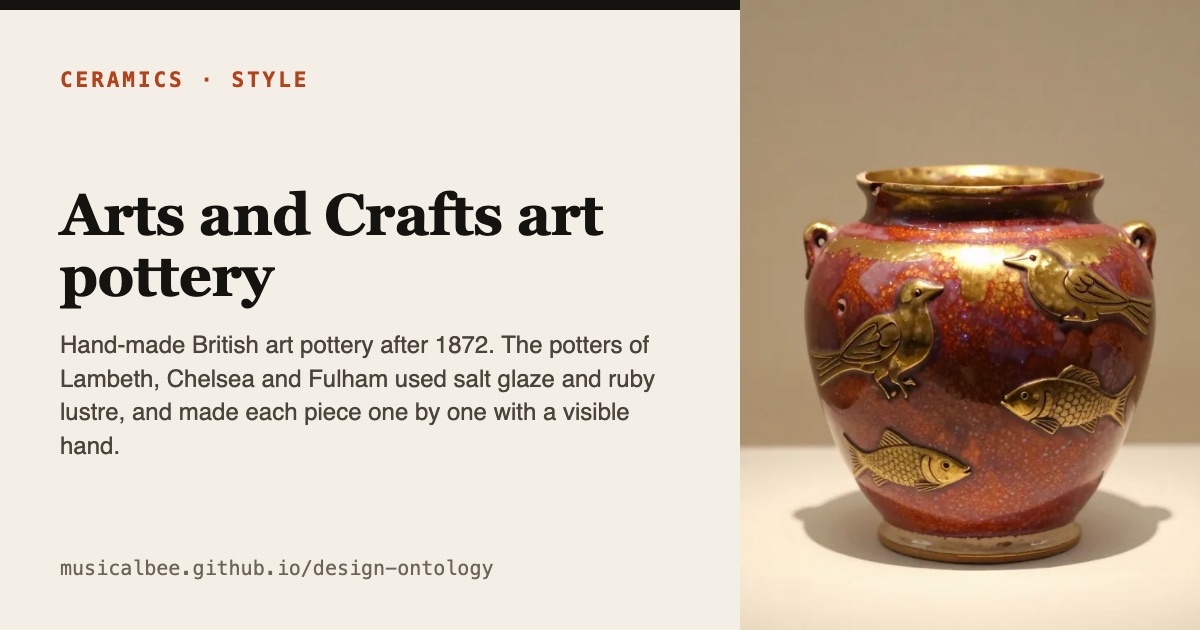 CERAMICS · STYLE
Arts and Crafts art
pottery
Hand-made British art pottery after 1872. The potters of
Lambeth, Chelsea and Fulham used salt glaze and ruby
lustre, and made each piece one by one with a visible
hand.
musicalbee.github.io/design-ontology